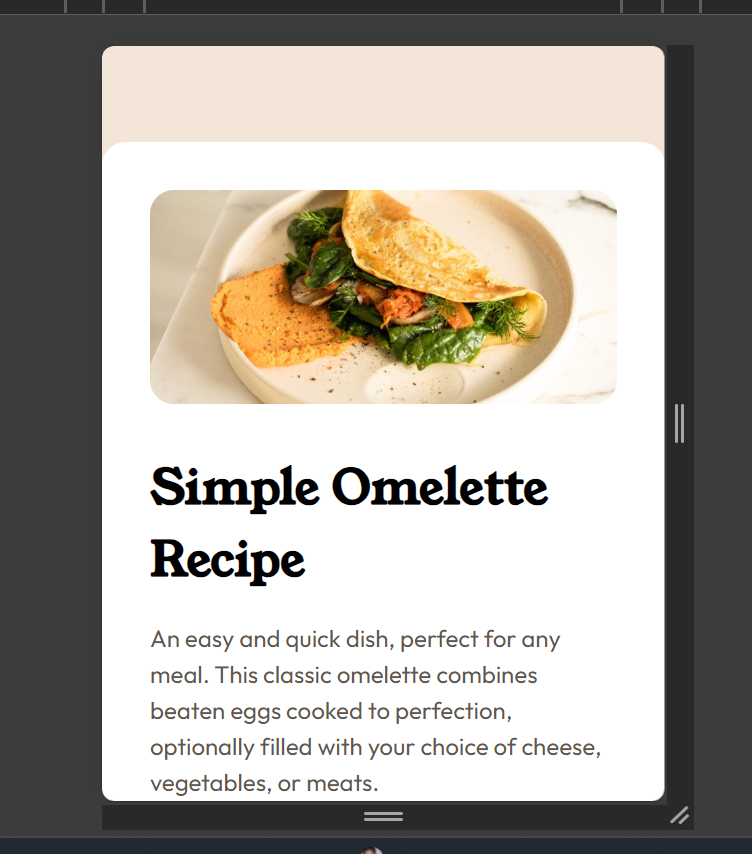 Simple Omelette
Recipe
An easy and quick dish, perfect for any
meal. This classic omelette combines
beaten eggs cooked to perfection,
optionally filled with your choice of cheese,
vegetables, or meats.